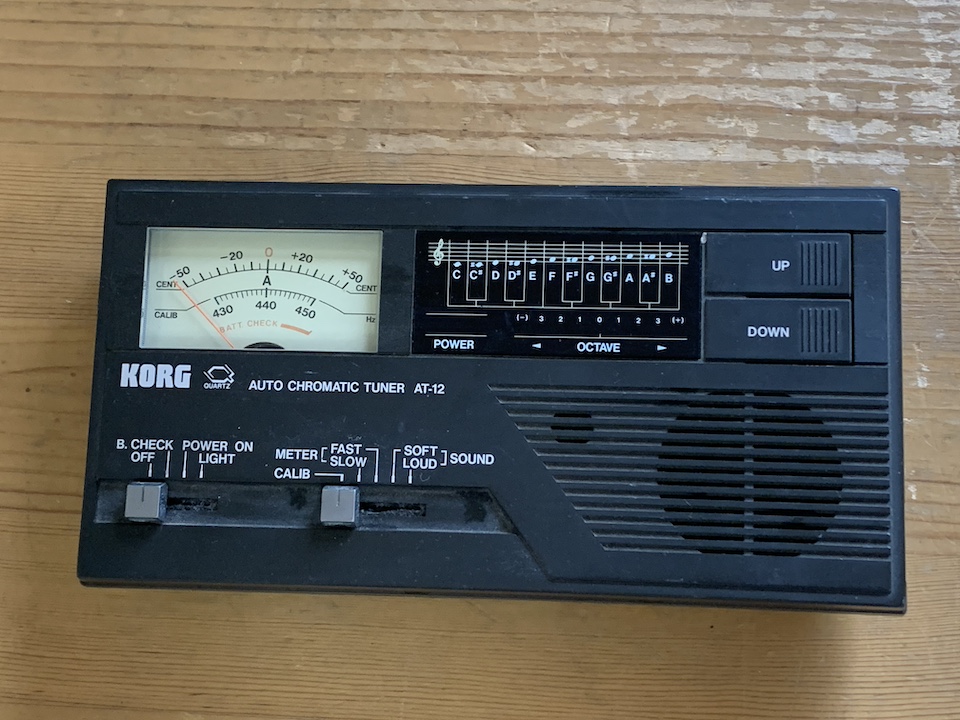 -50 -20 0 +20 +50
CENT A CENT
CALIB 430 440 450 Hz
BATT CHECK
C C# D D# E F F# G G# A A# B
(-) 3 2 1 0 1 2 3 (+)
POWER ◄ OCTAVE ►
UP
DOWN
KORG QUARTZ AUTO CHROMATIC TUNER AT-12
B. CHECK POWER ON
OFF LIGHT
METER [ FAST SOFT ] SOUND
SLOW LOUD
CALIB